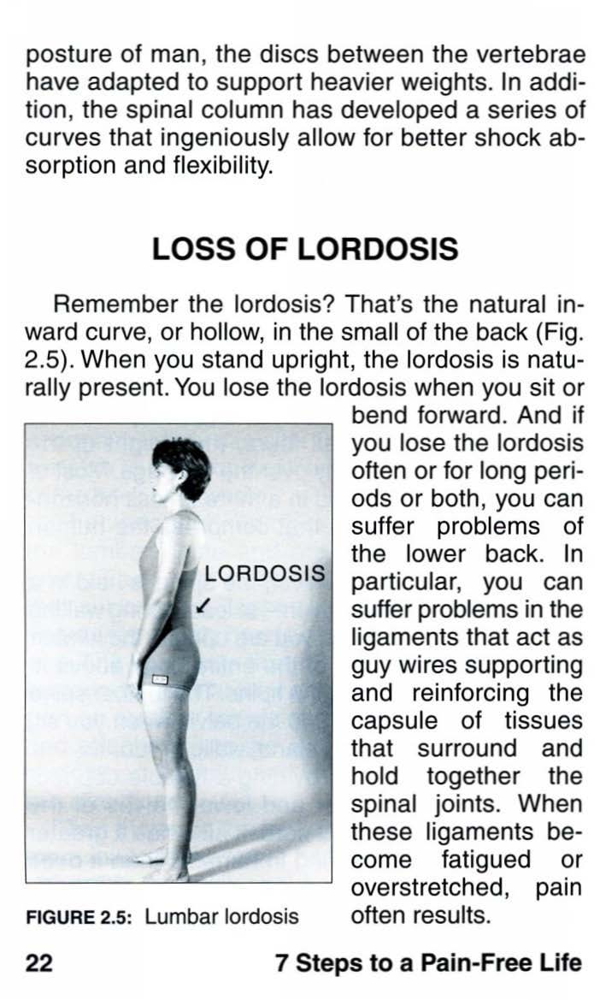 posture of man, the discs between the vertebrae
have adapted to support heavier weights. In addi-
tion, the spinal column has developed a series of
curves that ingeniously allow for better shock ab-
sorption and flexibility.
LOSS OF LORDOSIS
Remember the lordosis? That's the natural in-
ward curve, or hollow, in the small of the back (Fig.
2.5). When you stand upright, the lordosis is natu-
rally present. You lose the lordosis when you sit or
bend forward. And if
you lose the lordosis
often or for long peri-
ods or both, you can
suffer problems of
the lower back. In
particular, you can
suffer problems in the
ligaments that act as
guy wires supporting
and reinforcing the
capsule of tissues
that surround and
hold together the
spinal joints. When
these ligaments be-
come fatigued or
overstretched, pain
often results.
LORDOSIS
FIGURE 2.5: Lumbar lordosis
22 7 Steps to a Pain-Free Life